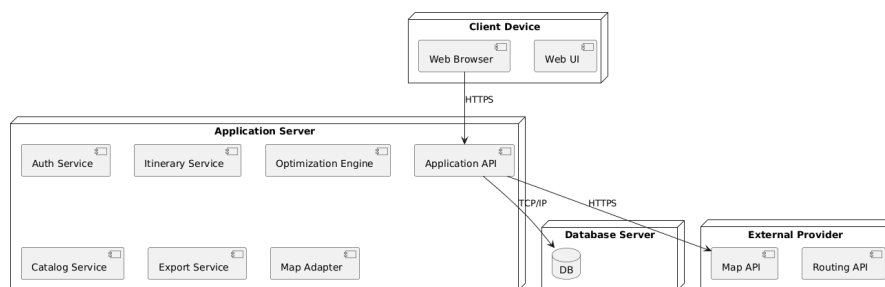 Client Device
Web Browser
Web UI
HTTPS
Application Server
Auth Service
Itinerary Service
Optimization Engine
Application API
TCP/IP
HTTPS
Database Server
External Provider
Catalog Service
Export Service
Map Adapter
DB
Map API
Routing API